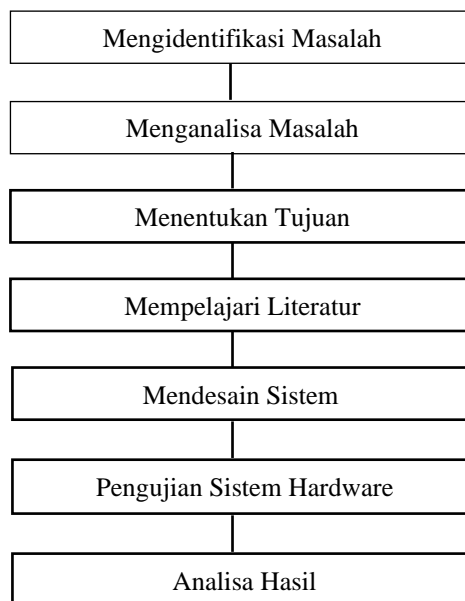 Mengidentifikasi Masalah
Menganalisa Masalah
Menentukan Tujuan
Mempelajari Literatur
Mendesain Sistem
Pengujian Sistem Hardware
Analisa Hasil